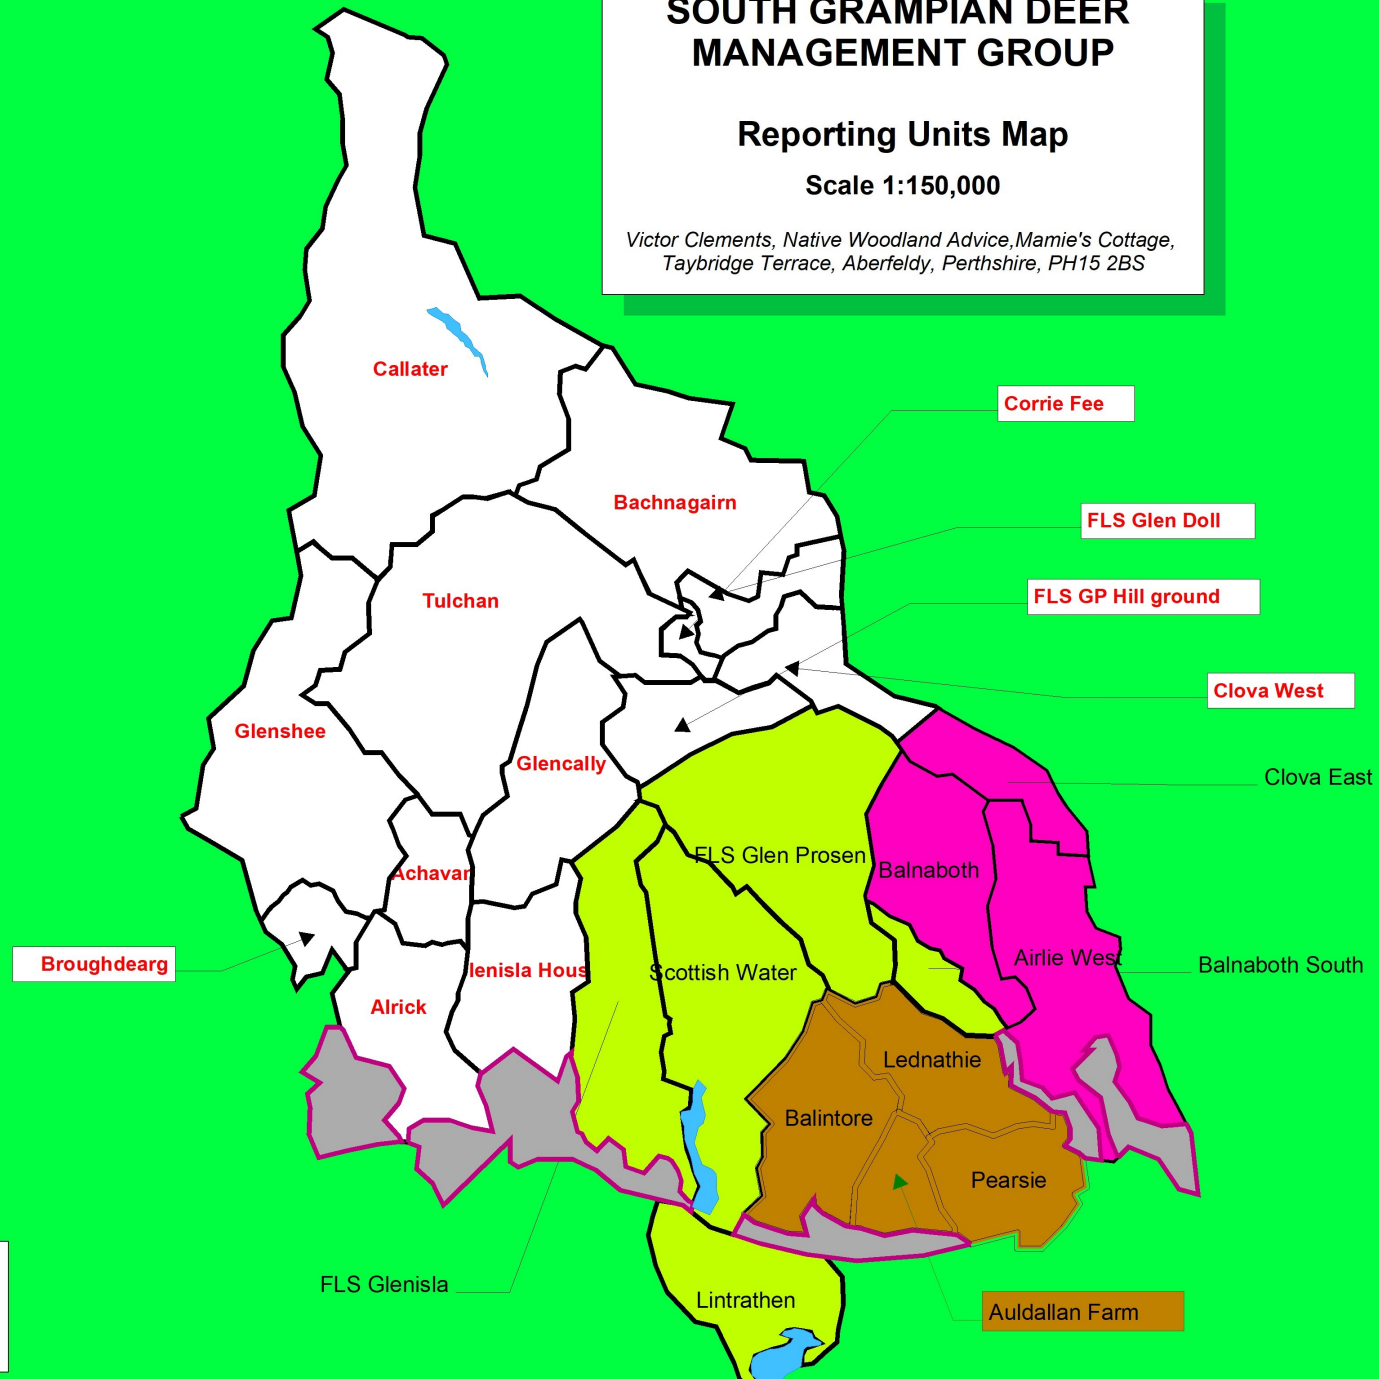 SOUTH GRAMPIAN DEER
MANAGEMENT GROUP
Reporting Units Map
Scale 1:150,000
Victor Clements, Native Woodland Advice,Mamie's Cottage,
Taybridge Terrace, Aberfeldy, Perthshire, PH15 2BS
Callater
Corrie Fee
Bachnagairn
FLS Glen Doll
Tulchan
FLS GP Hill ground
Clova West
Glenshee
Glencally
Clova East
FLS Glen Prosen
Balnaboth
Achavar
Airlie West
Balnaboth South
Broughdearg
lenisla Hous
Scottish Water
Alrick
Lednathie
Balintore
Pearsie
FLS Glenisla
Lintrathen
Auldallan Farm